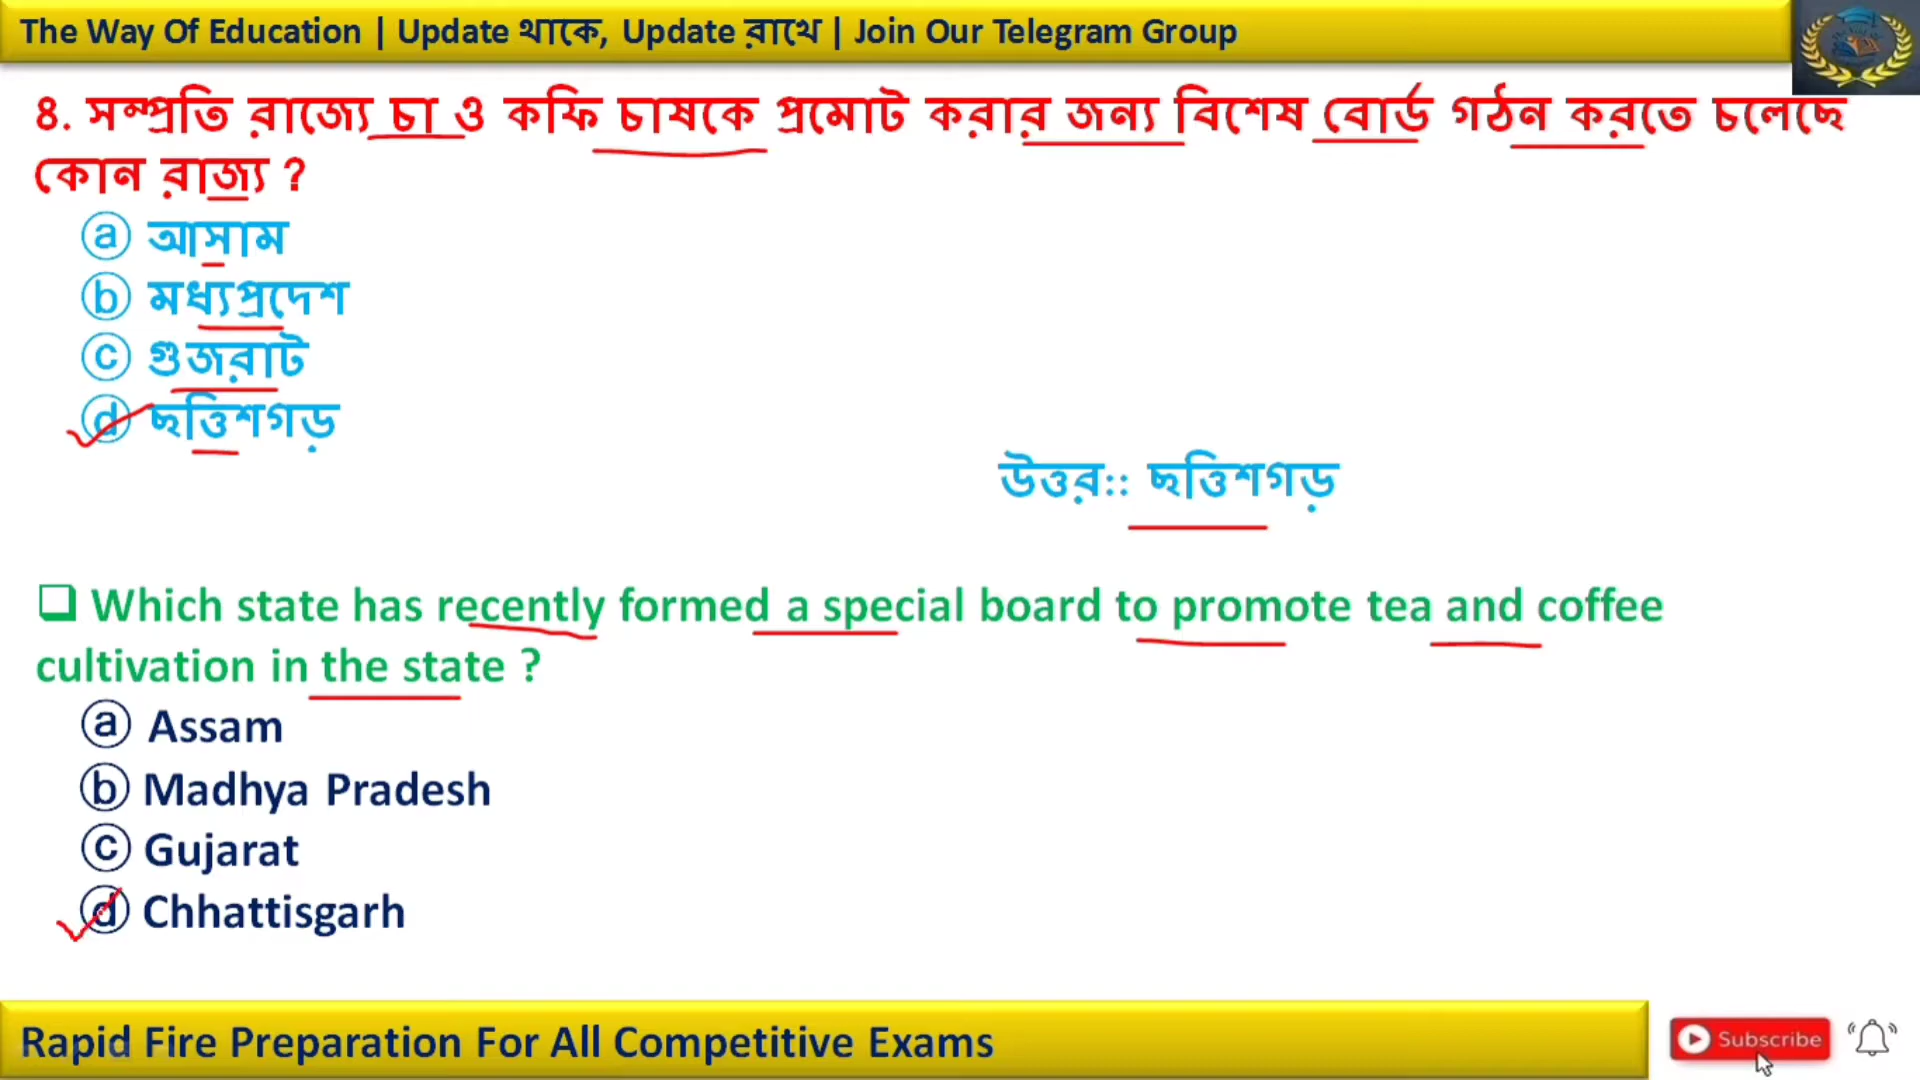 The Way Of Education | Update থাকে, Update রাখে | Join Our Telegram Group
৪. সম্প্রতি রাজ্যে চা ও কফি চাষকে প্রমোট করার জন্য বিশেষ বোর্ড গঠন করতে চলেছে
কোন রাজ্য ?
ⓐ আসাম
ⓑ মধ্যপ্রদেশ
ⓒ গুজরাট
ⓓ ছত্তিশগড়
উত্তর:: ছত্তিশগড়
❑ Which state has recently formed a special board to promote tea and coffee
cultivation in the state ?
ⓐ Assam
ⓑ Madhya Pradesh
ⓒ Gujarat
ⓓ Chhattisgarh
Rapid Fire Preparation For All Competitive Exams
Subscribe